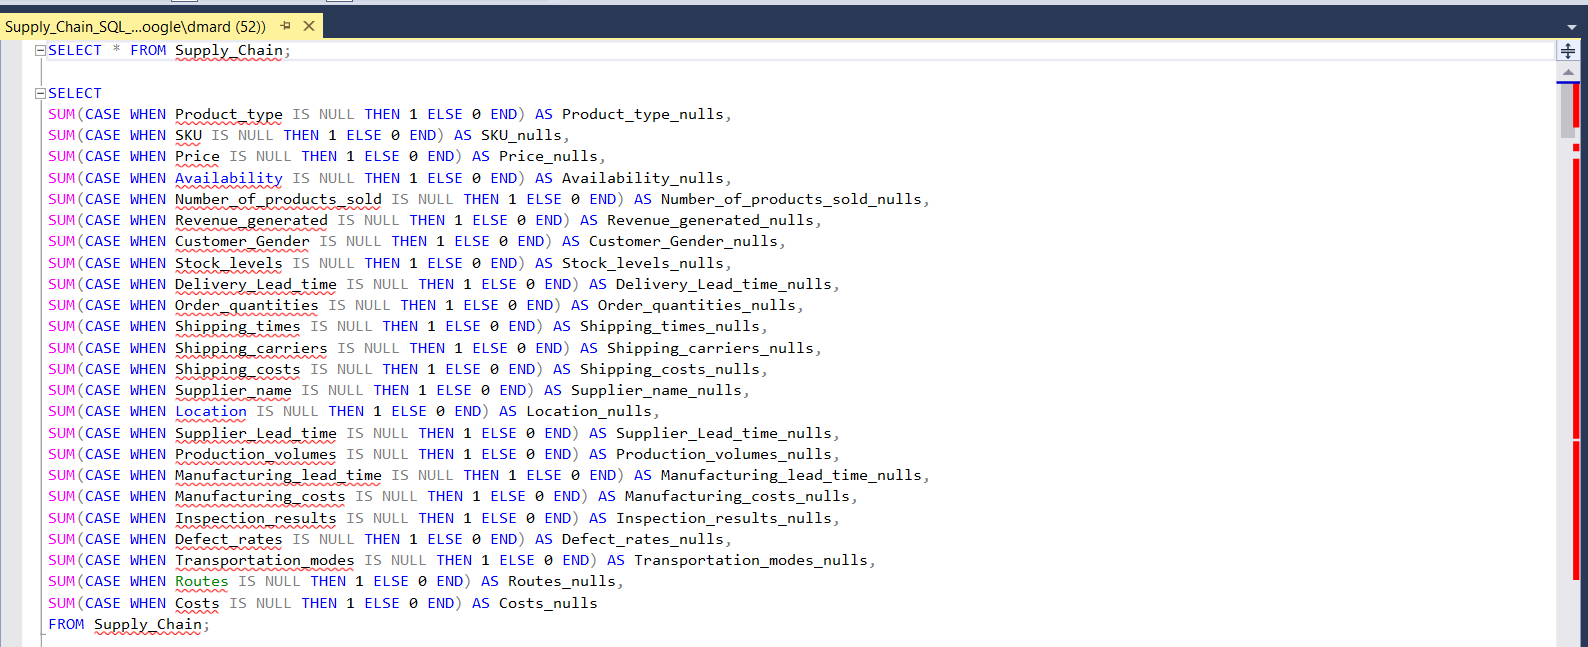 Supply_Chain_SQL_...oogle\dmard (52))
SELECT * FROM Supply_Chain;
SELECT
SUM(CASE WHEN Product_type IS NULL THEN 1 ELSE 0 END) AS Product_type_nulls,
SUM(CASE WHEN SKU IS NULL THEN 1 ELSE 0 END) AS SKU_nulls,
SUM(CASE WHEN Price IS NULL THEN 1 ELSE 0 END) AS Price_nulls,
SUM(CASE WHEN Availability IS NULL THEN 1 ELSE 0 END) AS Availability_nulls,
SUM(CASE WHEN Number_of_products_sold IS NULL THEN 1 ELSE 0 END) AS Number_of_products_sold_nulls,
SUM(CASE WHEN Revenue_generated IS NULL THEN 1 ELSE 0 END) AS Revenue_generated_nulls,
SUM(CASE WHEN Customer_Gender IS NULL THEN 1 ELSE 0 END) AS Customer_Gender_nulls,
SUM(CASE WHEN Stock_levels IS NULL THEN 1 ELSE 0 END) AS Stock_levels_nulls,
SUM(CASE WHEN Delivery_Lead_time IS NULL THEN 1 ELSE 0 END) AS Delivery_Lead_time_nulls,
SUM(CASE WHEN Order_quantities IS NULL THEN 1 ELSE 0 END) AS Order_quantities_nulls,
SUM(CASE WHEN Shipping_times IS NULL THEN 1 ELSE 0 END) AS Shipping_times_nulls,
SUM(CASE WHEN Shipping_carriers IS NULL THEN 1 ELSE 0 END) AS Shipping_carriers_nulls,
SUM(CASE WHEN Shipping_costs IS NULL THEN 1 ELSE 0 END) AS Shipping_costs_nulls,
SUM(CASE WHEN Supplier_name IS NULL THEN 1 ELSE 0 END) AS Supplier_name_nulls,
SUM(CASE WHEN Location IS NULL THEN 1 ELSE 0 END) AS Location_nulls,
SUM(CASE WHEN Supplier_Lead_time IS NULL THEN 1 ELSE 0 END) AS Supplier_Lead_time_nulls,
SUM(CASE WHEN Production_volumes IS NULL THEN 1 ELSE 0 END) AS Production_volumes_nulls,
SUM(CASE WHEN Manufacturing_lead_time IS NULL THEN 1 ELSE 0 END) AS Manufacturing_lead_time_nulls,
SUM(CASE WHEN Manufacturing_costs IS NULL THEN 1 ELSE 0 END) AS Manufacturing_costs_nulls,
SUM(CASE WHEN Inspection_results IS NULL THEN 1 ELSE 0 END) AS Inspection_results_nulls,
SUM(CASE WHEN Defect_rates IS NULL THEN 1 ELSE 0 END) AS Defect_rates_nulls,
SUM(CASE WHEN Transportation_modes IS NULL THEN 1 ELSE 0 END) AS Transportation_modes_nulls,
SUM(CASE WHEN Routes IS NULL THEN 1 ELSE 0 END) AS Routes_nulls,
SUM(CASE WHEN Costs IS NULL THEN 1 ELSE 0 END) AS Costs_nulls
FROM Supply_Chain;